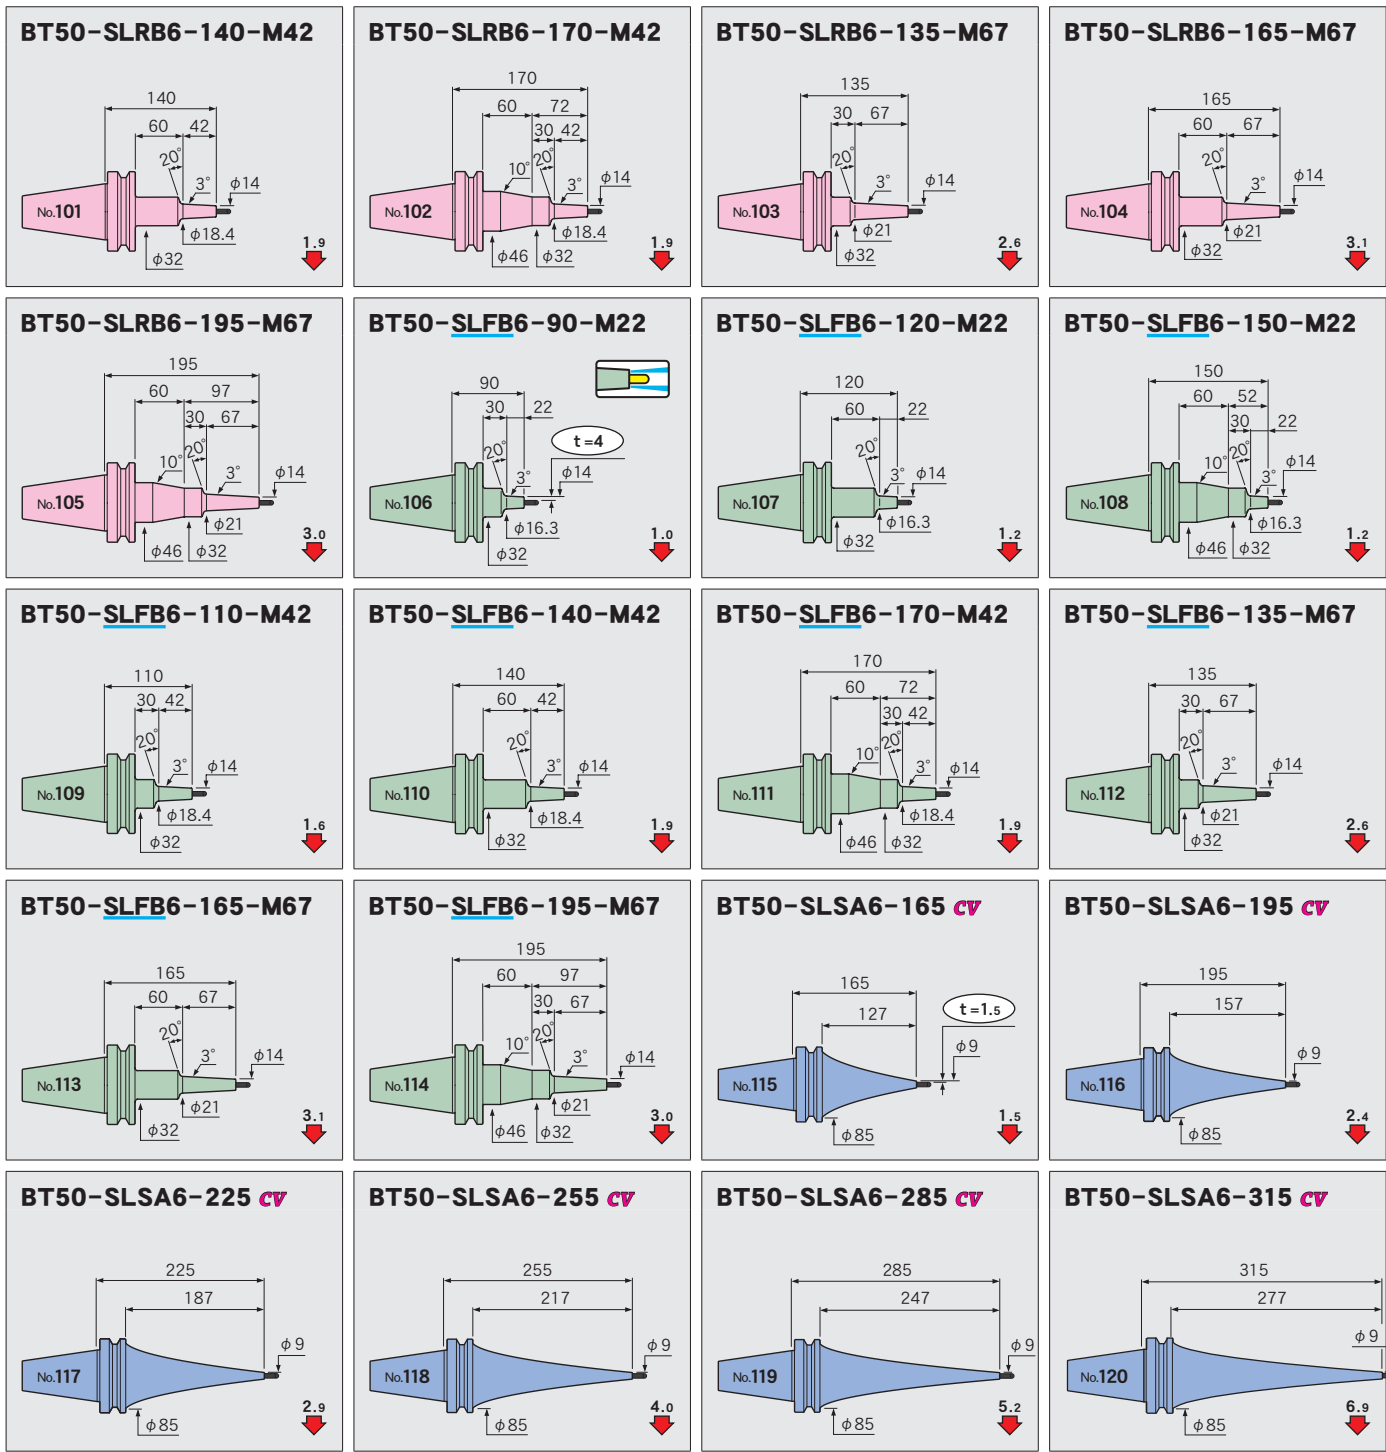 BT50-SLRB6-140-M42
140
60 42
20° 3° φ14
No.101
φ18.4
φ32
1.9
BT50-SLRB6-170-M42
170
60 72
30 42
10° 20° 3° φ14
No.102
φ18.4
φ46 φ32
1.9
BT50-SLRB6-135-M67
135
30 67
20° 3° φ14
No.103
φ21
φ32
2.6
BT50-SLRB6-165-M67
165
60 67
20° 3° φ14
No.104
φ21
φ32
3.1
BT50-SLRB6-195-M67
195
60 97
30 67
10° 20° 3° φ14
No.105
φ21
φ46 φ32
3.0
BT50-SLFB6-90-M22
90
30 22
t=4
20° 3° φ14
No.106
φ16.3
φ32
1.0
BT50-SLFB6-120-M22
120
60 22
20° 3° φ14
No.107
φ16.3
φ32
1.2
BT50-SLFB6-150-M22
150
60 52
30 22
10° 20° 3° φ14
No.108
φ16.3
φ46 φ32
1.2
BT50-SLFB6-110-M42
110
30 42
20° 3° φ14
No.109
φ18.4
φ32
1.6
BT50-SLFB6-140-M42
140
60 42
20° 3° φ14
No.110
φ18.4
φ32
1.9
BT50-SLFB6-170-M42
170
60 72
30 42
10° 20° 3° φ14
No.111
φ18.4
φ46 φ32
1.9
BT50-SLFB6-135-M67
135
30 67
20° 3° φ14
No.112
φ21
φ32
2.6
BT50-SLFB6-165-M67
165
60 67
20° 3° φ14
No.113
φ21
φ32
3.1
BT50-SLFB6-195-M67
195
60 97
30 67
10° 20° 3° φ14
No.114
φ21
φ46 φ32
3.0
BT50-SLSA6-165 CV
165
127
t=1.5
φ9
No.115
φ85
1.5
BT50-SLSA6-195 CV
195
157
φ9
No.116
φ85
2.4
BT50-SLSA6-225 CV
225
187
φ9
No.117
φ85
2.9
BT50-SLSA6-255 CV
255
217
φ9
No.118
φ85
4.0
BT50-SLSA6-285 CV
285
247
φ9
No.119
φ85
5.2
BT50-SLSA6-315 CV
315
277
φ9
No.120
φ85
6.9